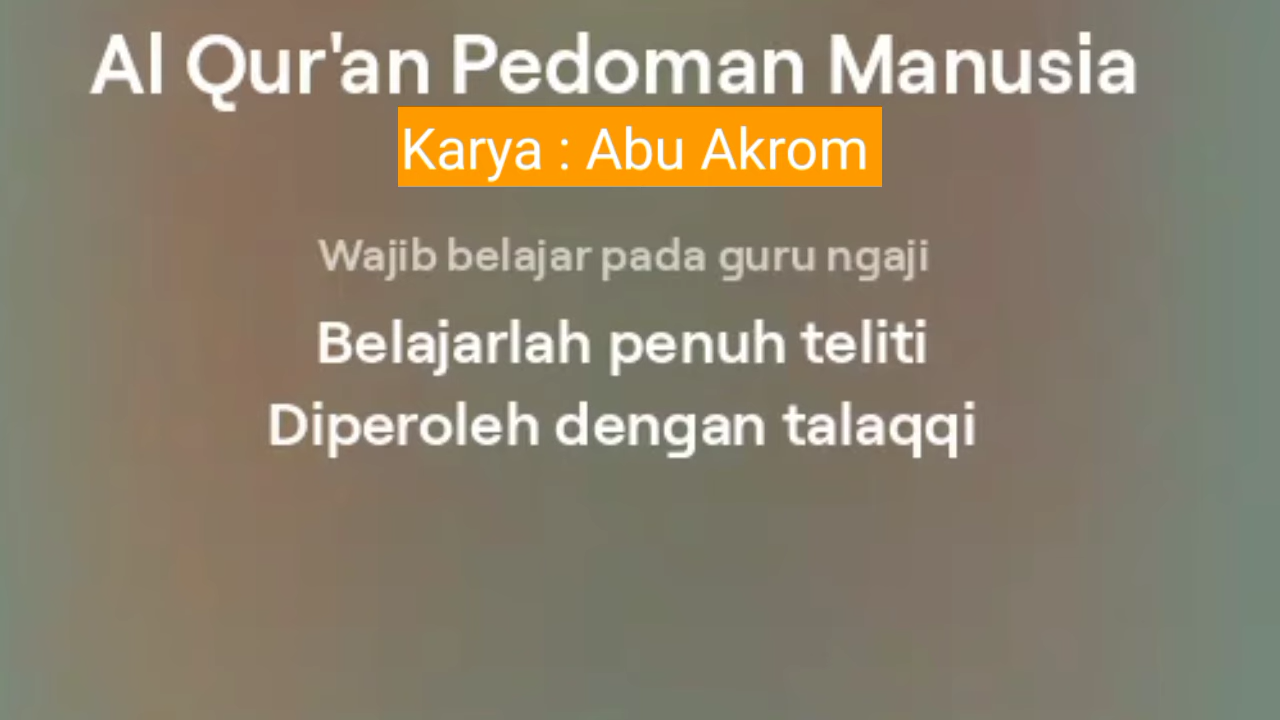 Al Qur'an Pedoman Manusia
Karya : Abu Akrom
Wajib belajar pada guru ngaji
Belajarlah penuh teliti
Diperoleh dengan talaqqi